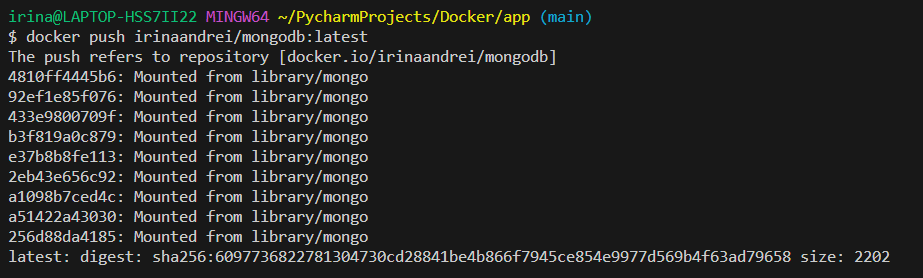 irina@LAPTOP-HSS7II22 MINGW64 ~/PycharmProjects/Docker/app (main)
$ docker push irinaandrei/mongodb:latest
The push refers to repository [docker.io/irinaandrei/mongodb]
4810ff4445b6: Mounted from library/mongo
92ef1e85f076: Mounted from library/mongo
433e9800709f: Mounted from library/mongo
b3f819a0c879: Mounted from library/mongo
e37b8b8fe113: Mounted from library/mongo
2eb43e656c92: Mounted from library/mongo
a1098b7ced4c: Mounted from library/mongo
a51422a43030: Mounted from library/mongo
256d88da4185: Mounted from library/mongo
latest: digest: sha256:6097736822781304730cd28841be4b866f7945ce854e9977d569b4f63ad79658 size: 2202